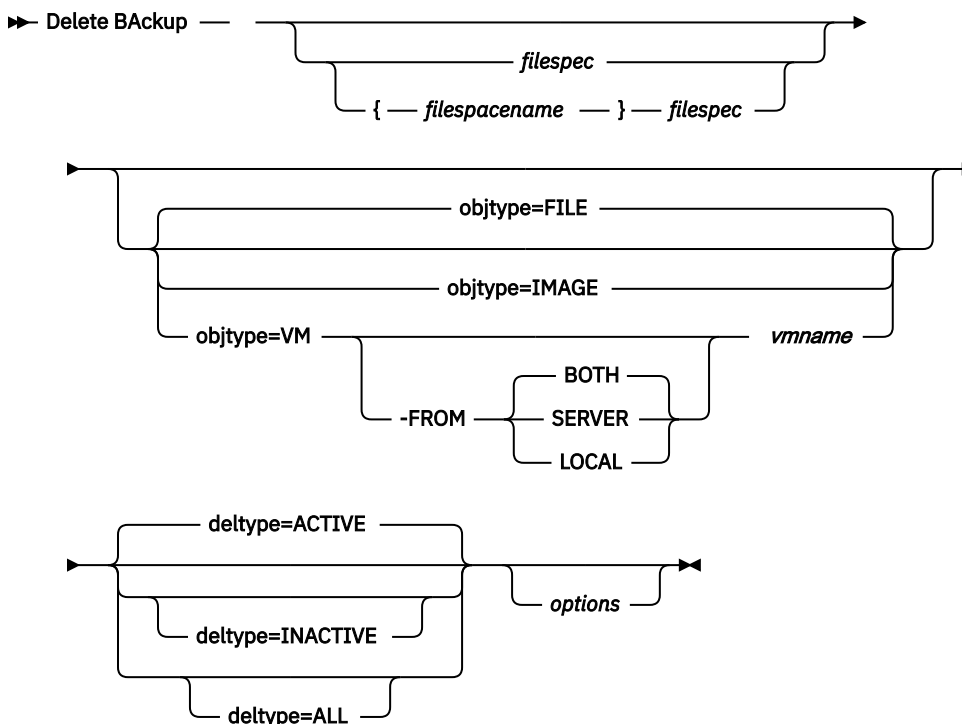 Delete BAckup
filespec
{ filespacename } filespec
objtype=FILE
objtype=IMAGE
objtype=VM vmname
BOTH
-FROM SERVER
LOCAL
deltype=ACTIVE
options
deltype=INACTIVE
deltype=ALL